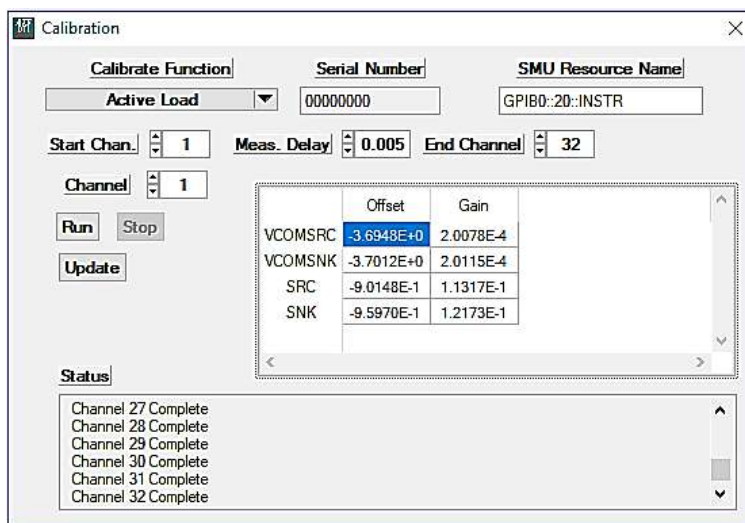 Calibration
Calibrate Function Serial Number SMU Resource Name
Active Load 00000000 GPIB0::20::INSTR
Start Chan. 1 Meas. Delay 0.005 End Channel 32
Channel 1
Run Stop
Update
Offset Gain
VCOMSRC -3.6948E+0 2.0078E-4
VCOMSNK -3.7012E+0 2.0115E-4
SRC -9.0148E-1 1.1317E-1
SNK -9.5970E-1 1.2173E-1
Status
Channel 27 Complete
Channel 28 Complete
Channel 29 Complete
Channel 30 Complete
Channel 31 Complete
Channel 32 Complete